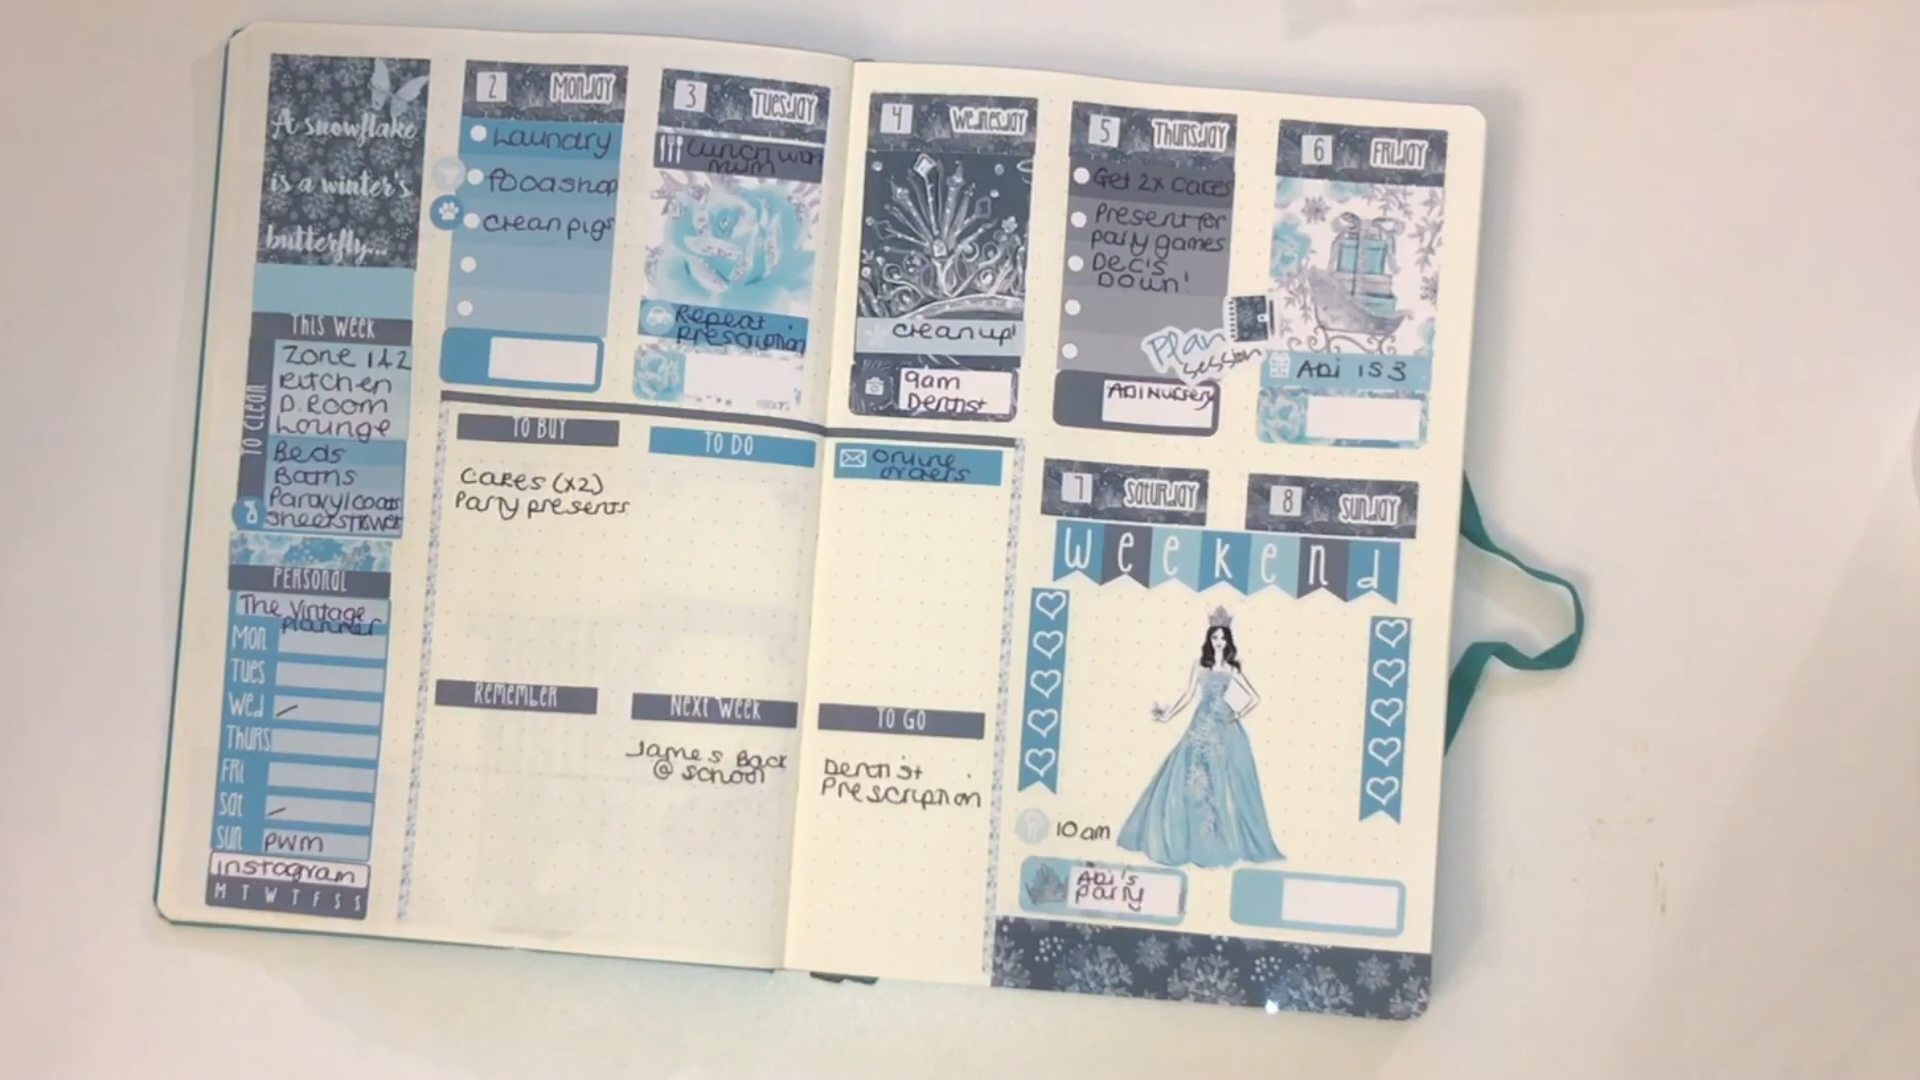 A snowflake
is a winter's
butterfly...
This Week
TO CLEAN
Zone 1&2
Kitchen
D.Room
Lounge
Beds
Baths
PERSONAL
The Vintage
planner
Mon
Tues
Wed
Thurs
Fri
Sat
Sun PWM
instagram
M T W T F S S
2 MONDAY
Laundry
Food shop
clean pigs
3 TUESDAY
Lunch with
mum
Repeat
prescription
4 Wednesday
clean up!
9am
Dentist
5 THURSDAY
Get 2x cakes
Present for
party games
Dec's
Down!
Plan
session
ABI Nursery
6 FRIDAY
Abi is 3
TO BUY
Cakes (x2)
Party presents
TO DO
online
orders
REMEMBER
Next Week
James Back
@ school
TO GO
Dentist
Prescription
7 SATURDAY
8 SUNDAY
Weekend
10am
Abi's
party